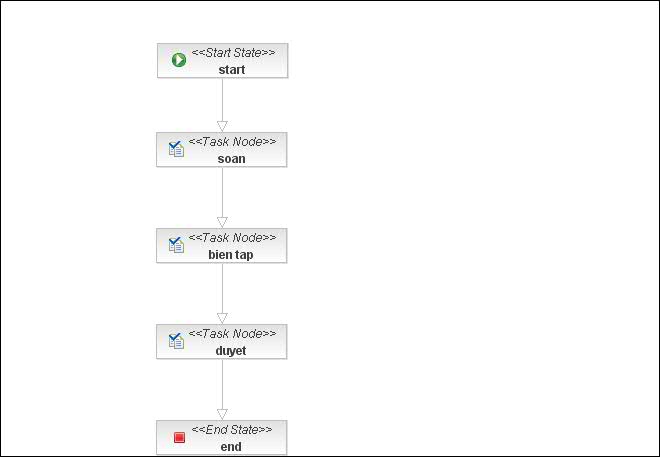 <<Start State>>
start
<<Task Node>>
soan
<<Task Node>>
bien tap
<<Task Node>>
duyet
<<End State>>
end